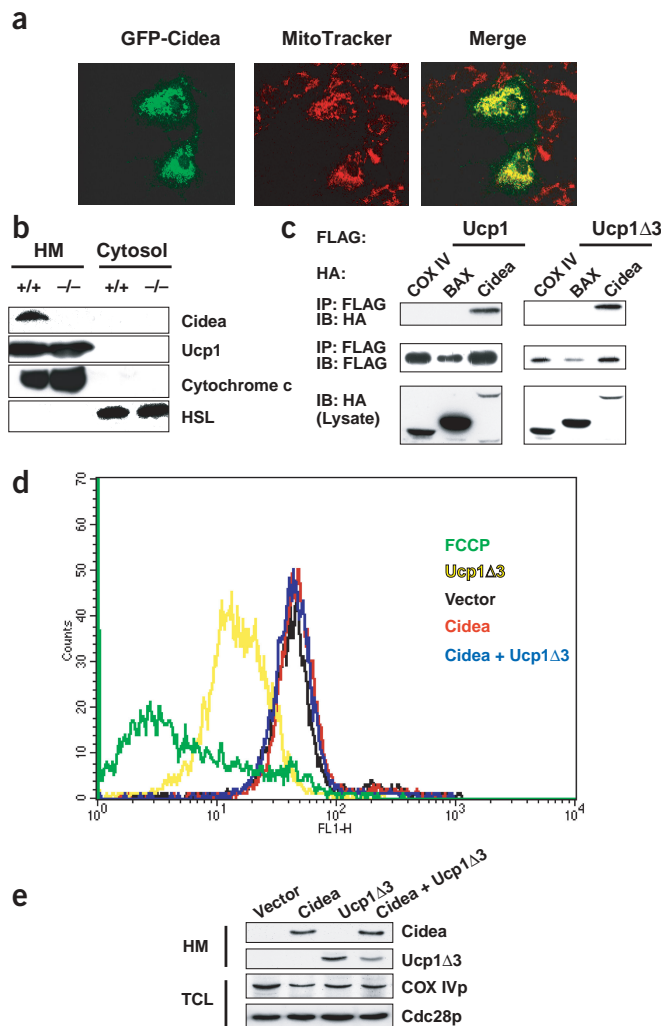 a
GFP-Cidea MitoTracker Merge
b
HM Cytosol
+/+ –/– +/+ –/–
Cidea
Ucp1
Cytochrome c
HSL
c
FLAG: Ucp1 Ucp1Δ3
HA: COX IV BAX Cidea COX IV BAX Cidea
IP: FLAG
IB: HA
IP: FLAG
IB: FLAG
IB: HA
(Lysate)
d
70
60
50
40
30
20
10
0
Counts
FCCP
Ucp1Δ3
Vector
Cidea
Cidea + Ucp1Δ3
10⁰ 10¹ 10² 10³ 10⁴
FL1-H
e
Vector Cidea Ucp1Δ3 Cidea + Ucp1Δ3
HM
Cidea
Ucp1Δ3
TCL
COX IVp
Cdc28p